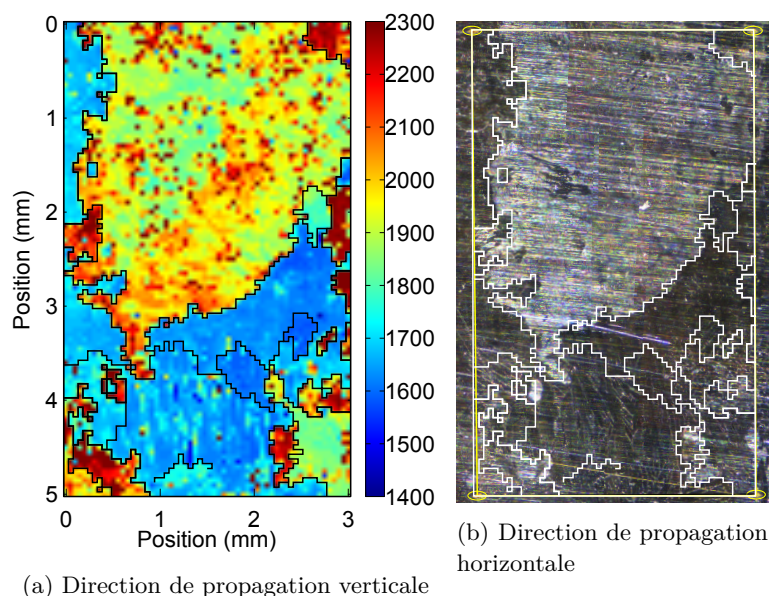 0
1
2
3
4
5
Position (mm)
0 1 2 3
Position (mm)
2300
2200
2100
2000
1900
1800
1700
1600
1500
1400
(a) Direction de propagation verticale
(b) Direction de propagation
horizontale